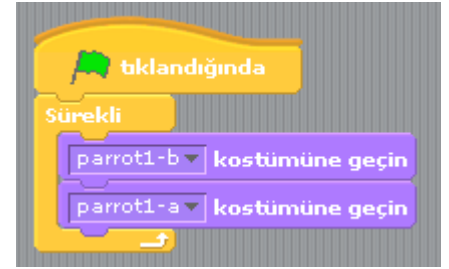 tıklandığında
Sürekli
parrot1-b kostümüne geçin
parrot1-a kostümüne geçin